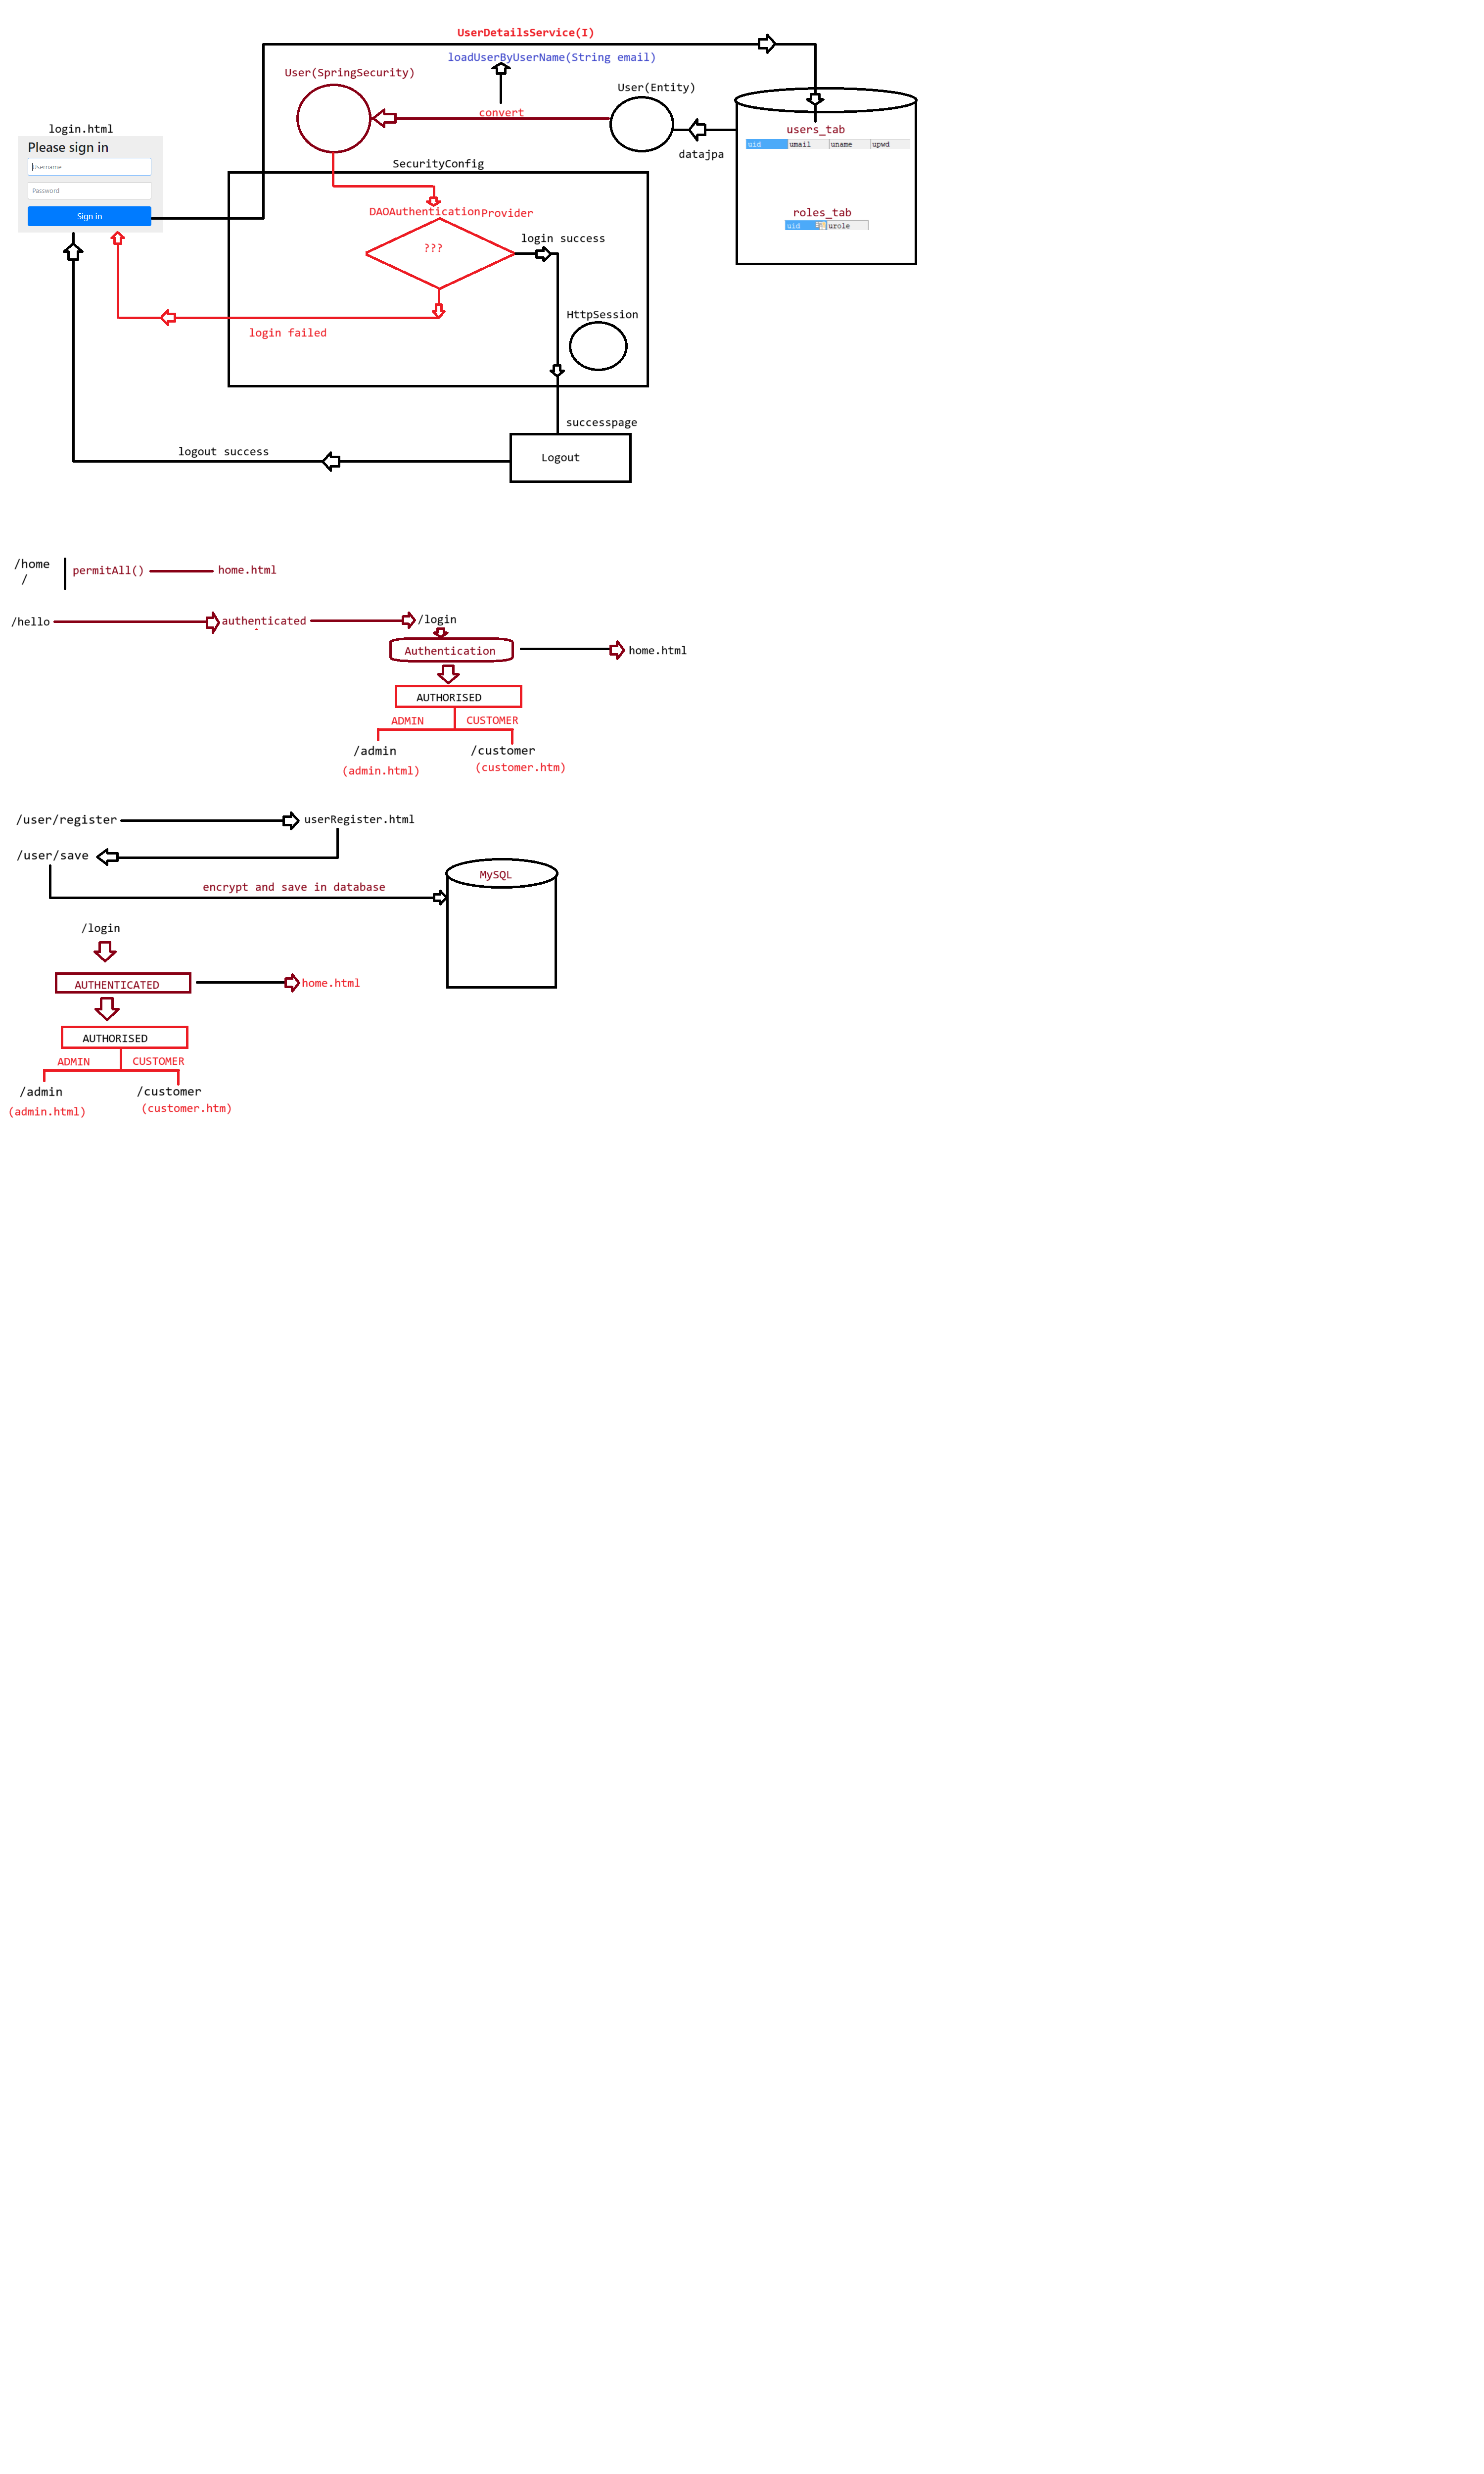 UserDetailsService(I)
loadUserByUserName(String email)
User(SpringSecurity)
User(Entity)
convert
login.html
Please sign in
Username
Password
Sign in
datajpa
users_tab
uid umail uname upwd
roles_tab
uid urole
SecurityConfig
DAOAuthenticationProvider
???
login success
login failed
HttpSession
successpage
Logout
logout success
/home
/
permitAll()
home.html
/hello
authenticated
/login
Authentication
home.html
AUTHORISED
ADMIN
CUSTOMER
/admin
/customer
(admin.html)
(customer.htm)
/user/register
userRegister.html
/user/save
encrypt and save in database
MySQL
/login
AUTHENTICATED
home.html
AUTHORISED
ADMIN
CUSTOMER
/admin
/customer
(admin.html)
(customer.htm)